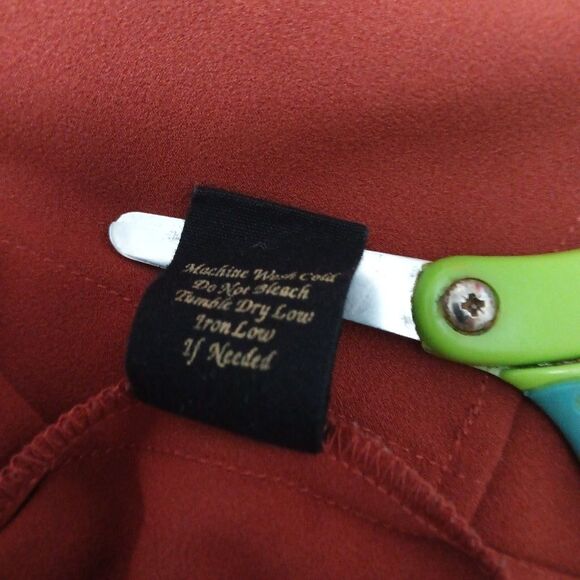 Machine Wash Cold
Do Not Bleach
Tumble Dry Low
Iron Low
If Needed